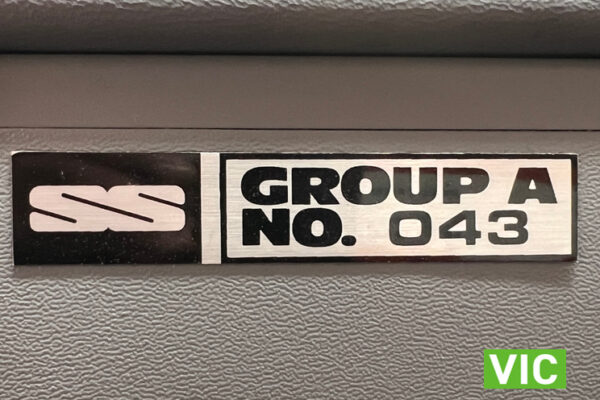 SS
GROUP A
NO. 043
VIC